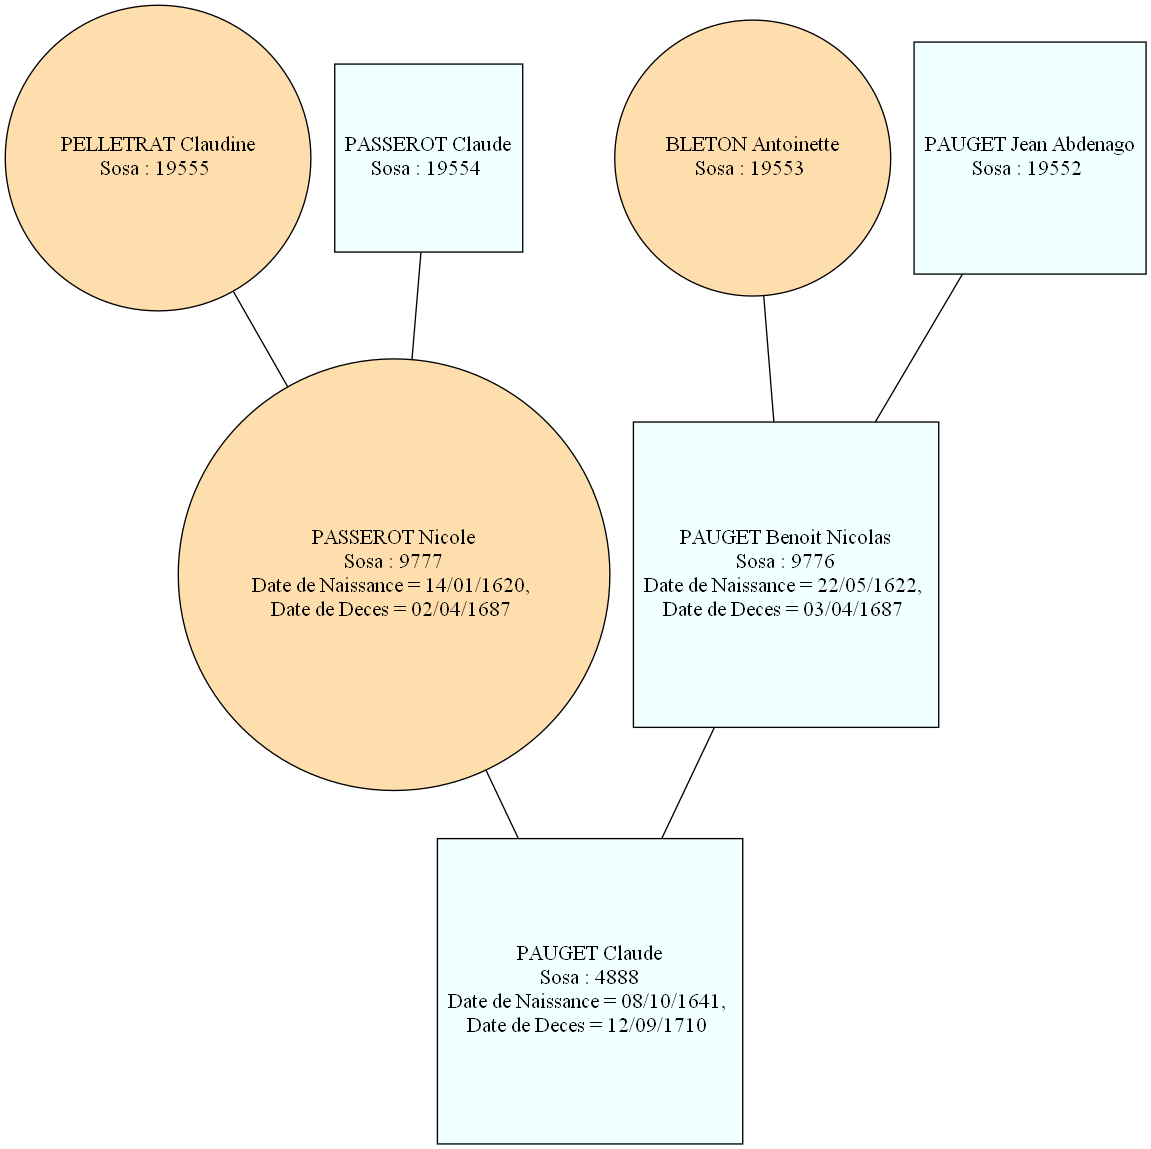 PELLETRAT Claudine
Sosa : 19555
PASSEROT Claude
Sosa : 19554
BLETON Antoinette
Sosa : 19553
PAUGET Jean Abdenago
Sosa : 19552
PASSEROT Nicole
Sosa : 9777
Date de Naissance = 14/01/1620,
Date de Deces = 02/04/1687
PAUGET Benoit Nicolas
Sosa : 9776
Date de Naissance = 22/05/1622,
Date de Deces = 03/04/1687
PAUGET Claude
Sosa : 4888
Date de Naissance = 08/10/1641,
Date de Deces = 12/09/1710